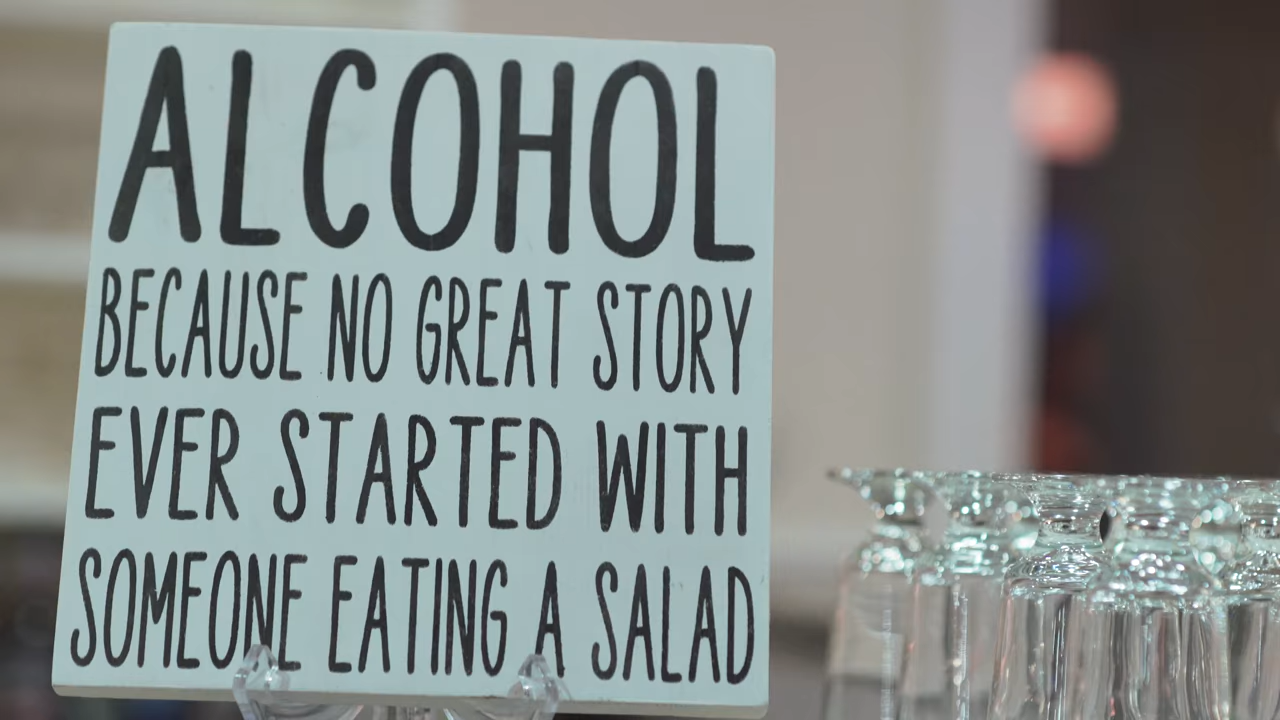 ALCOHOL
BECAUSE NO GREAT STORY
EVER STARTED WITH
SOMEONE EATING A SALAD